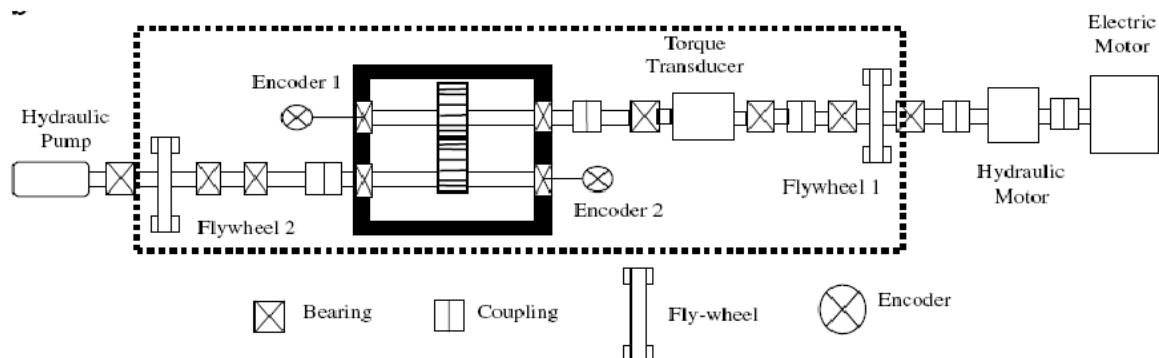 Electric
Motor
Torque
Transducer
Encoder 1
Hydraulic
Pump
Flywheel 1
Hydraulic
Motor
Encoder 2
Flywheel 2
Bearing
Coupling
Fly-wheel
Encoder